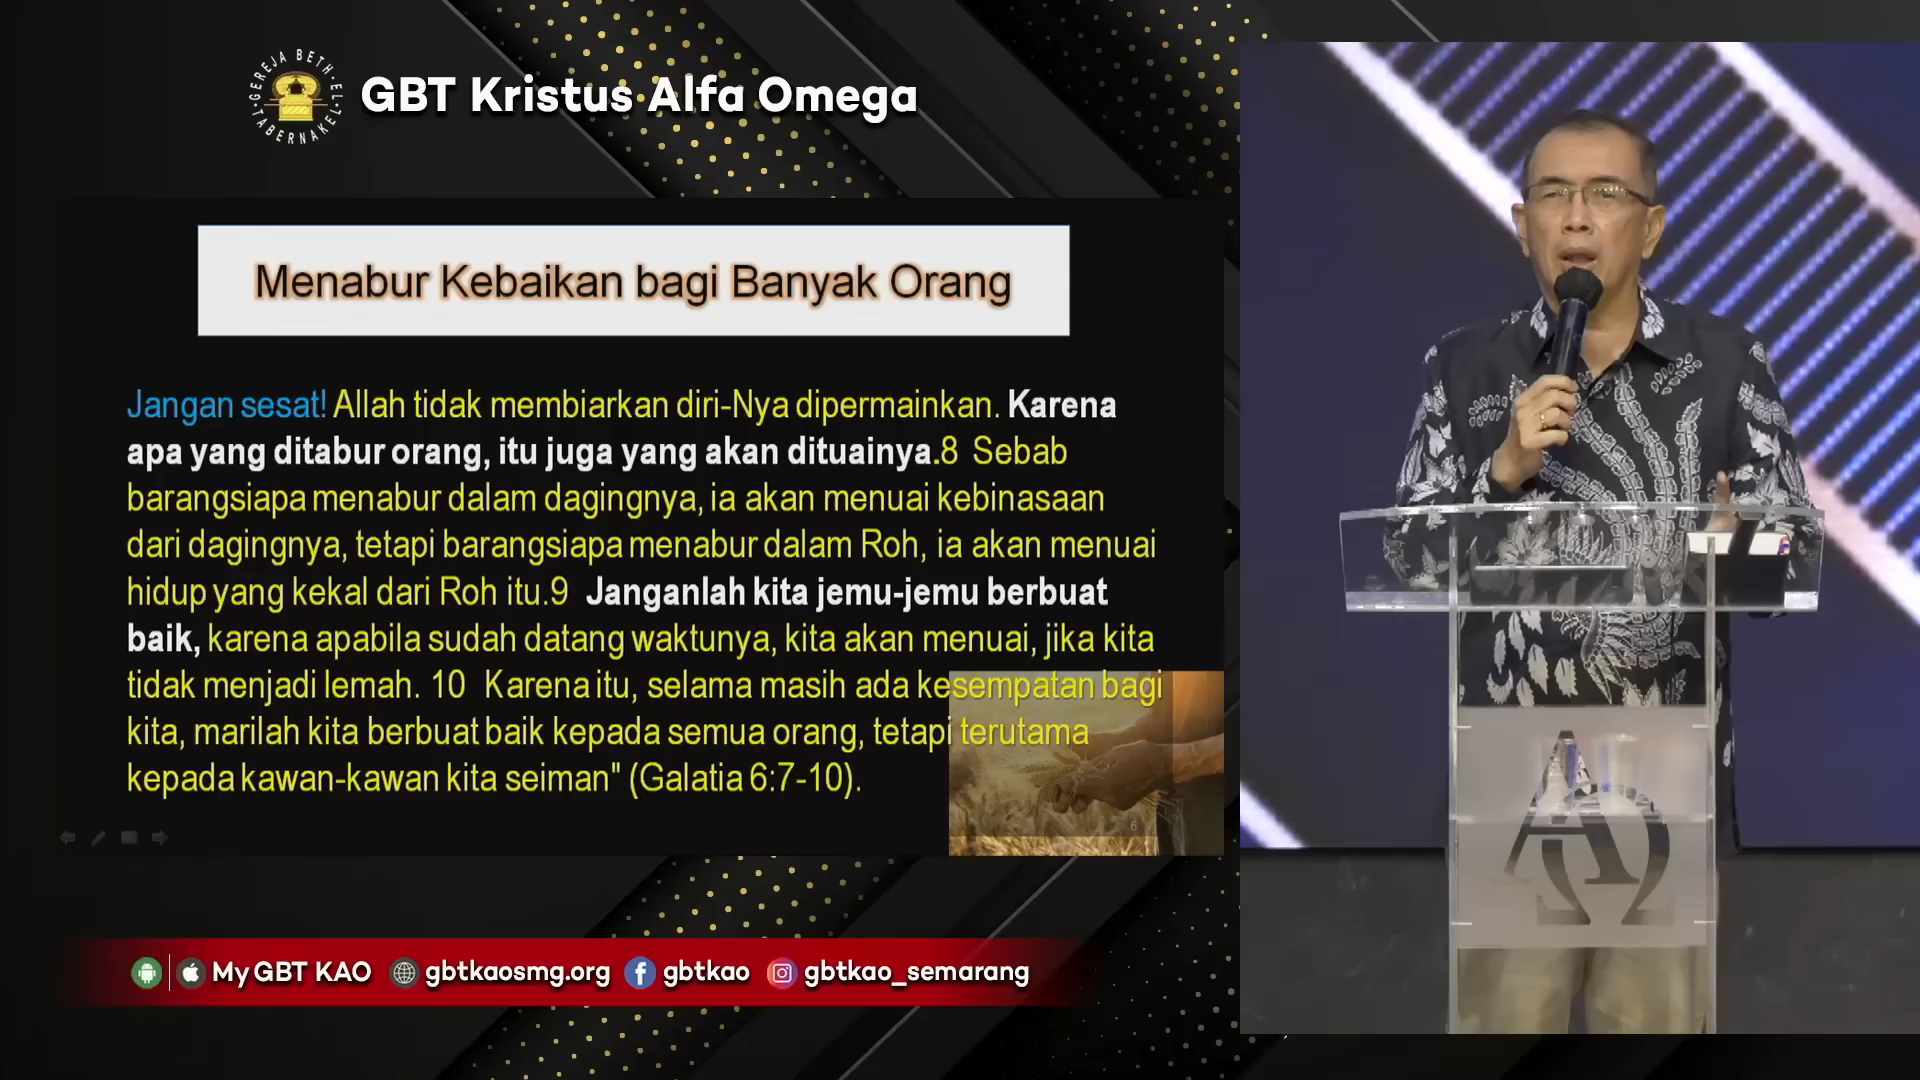 GEREJA BETH-EL TABERNAKEL
GBT Kristus Alfa Omega
Menabur Kebaikan bagi Banyak Orang
Jangan sesat! Allah tidak membiarkan diri-Nya dipermainkan. Karena
apa yang ditabur orang, itu juga yang akan dituainya.8 Sebab
barangsiapa menabur dalam dagingnya, ia akan menuai kebinasaan
dari dagingnya, tetapi barangsiapa menabur dalam Roh, ia akan menuai
hidup yang kekal dari Roh itu.9 Janganlah kita jemu-jemu berbuat
baik, karena apabila sudah datang waktunya, kita akan menuai, jika kita
tidak menjadi lemah. 10 Karena itu, selama masih ada kesempatan bagi
kita, marilah kita berbuat baik kepada semua orang, tetapi terutama
kepada kawan-kawan kita seiman" (Galatia 6:7-10).
6
My GBT KAO gbtkaosmg.org gbtkao gbtkao_semarang
ΑΩ